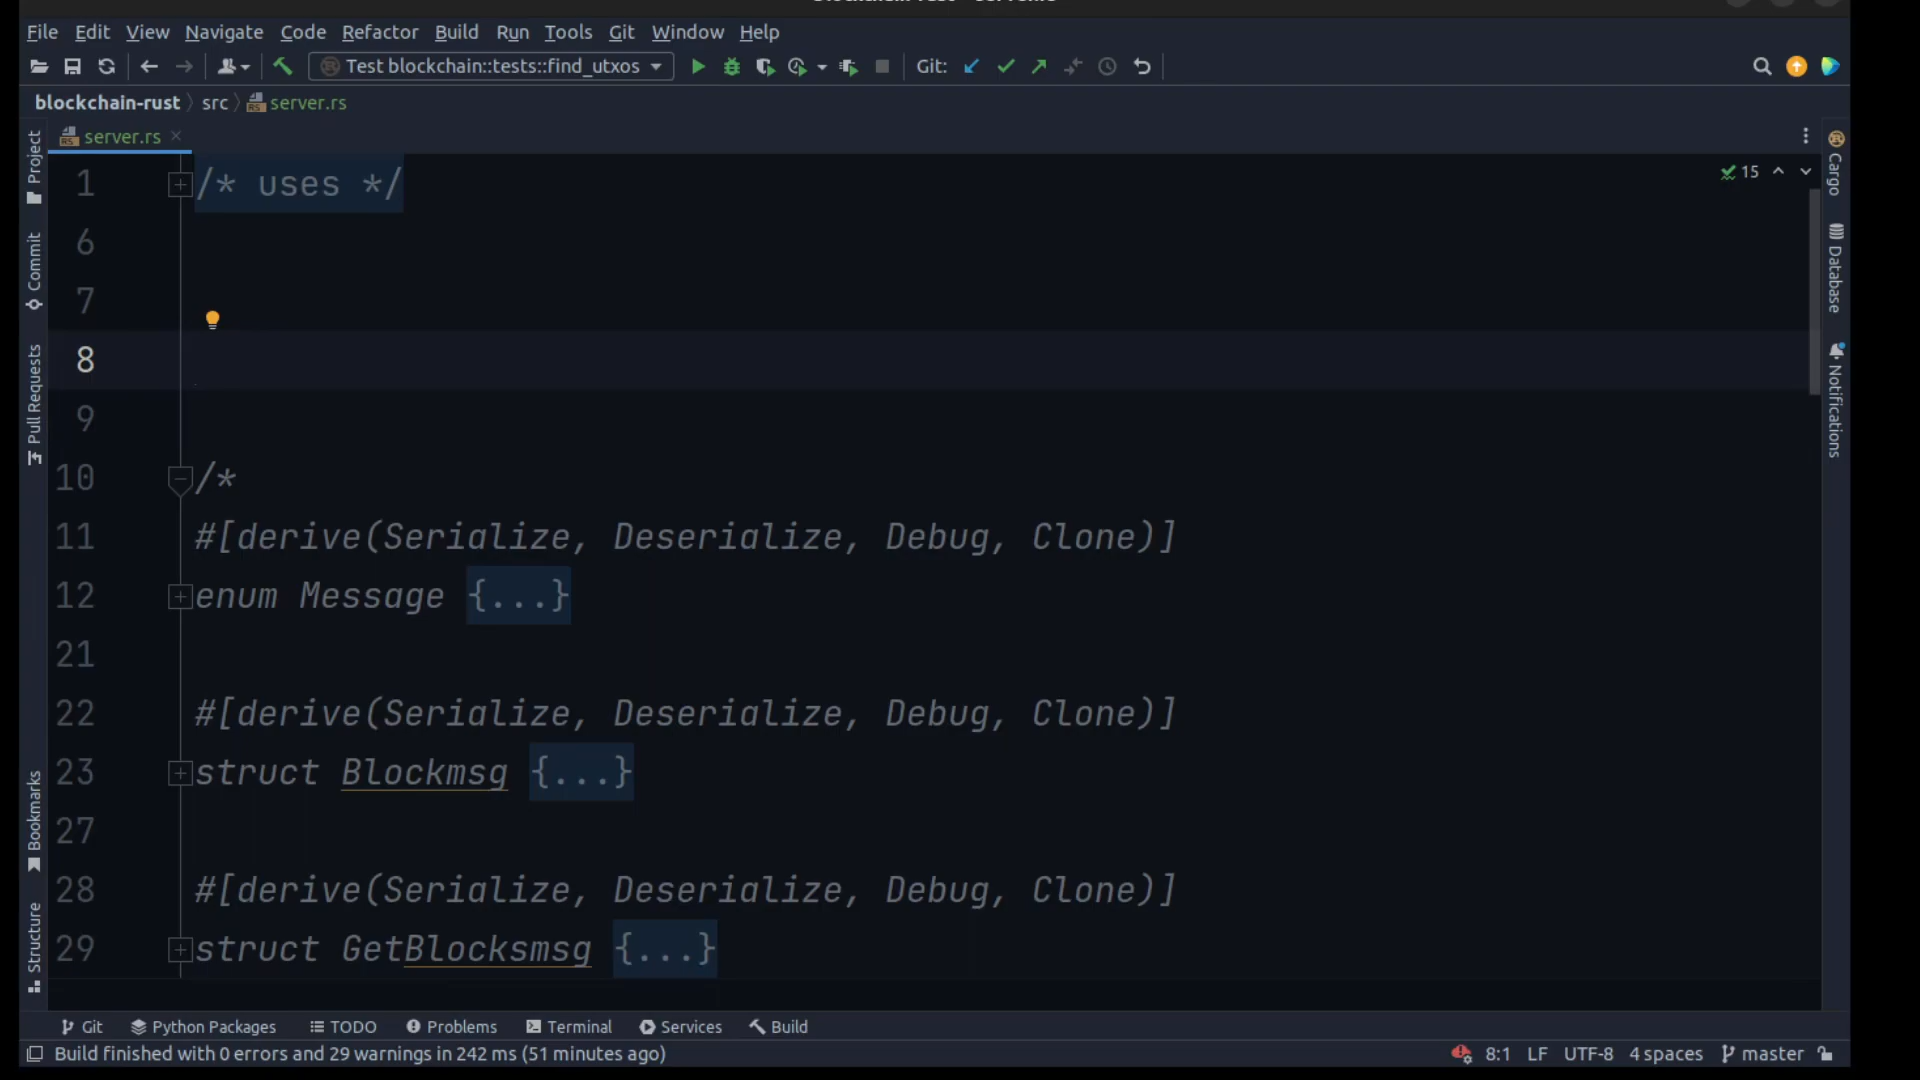 File Edit View Navigate Code Refactor Build Run Tools Git Window Help
Test blockchain::tests::find_utxos Git:
blockchain-rust src server.rs
server.rs
15
Project
Commit
Pull Requests
Bookmarks
Structure
1 /* uses */
6
7
8
9
10 /*
11 #[derive(Serialize, Deserialize, Debug, Clone)]
12 enum Message {...}
21
22 #[derive(Serialize, Deserialize, Debug, Clone)]
23 struct Blockmsg {...}
27
28 #[derive(Serialize, Deserialize, Debug, Clone)]
29 struct GetBlocksmsg {...}
Cargo
Database
Notifications
Git Python Packages TODO Problems Terminal Services Build
Build finished with 0 errors and 29 warnings in 242 ms (51 minutes ago) 8:1 LF UTF-8 4 spaces master